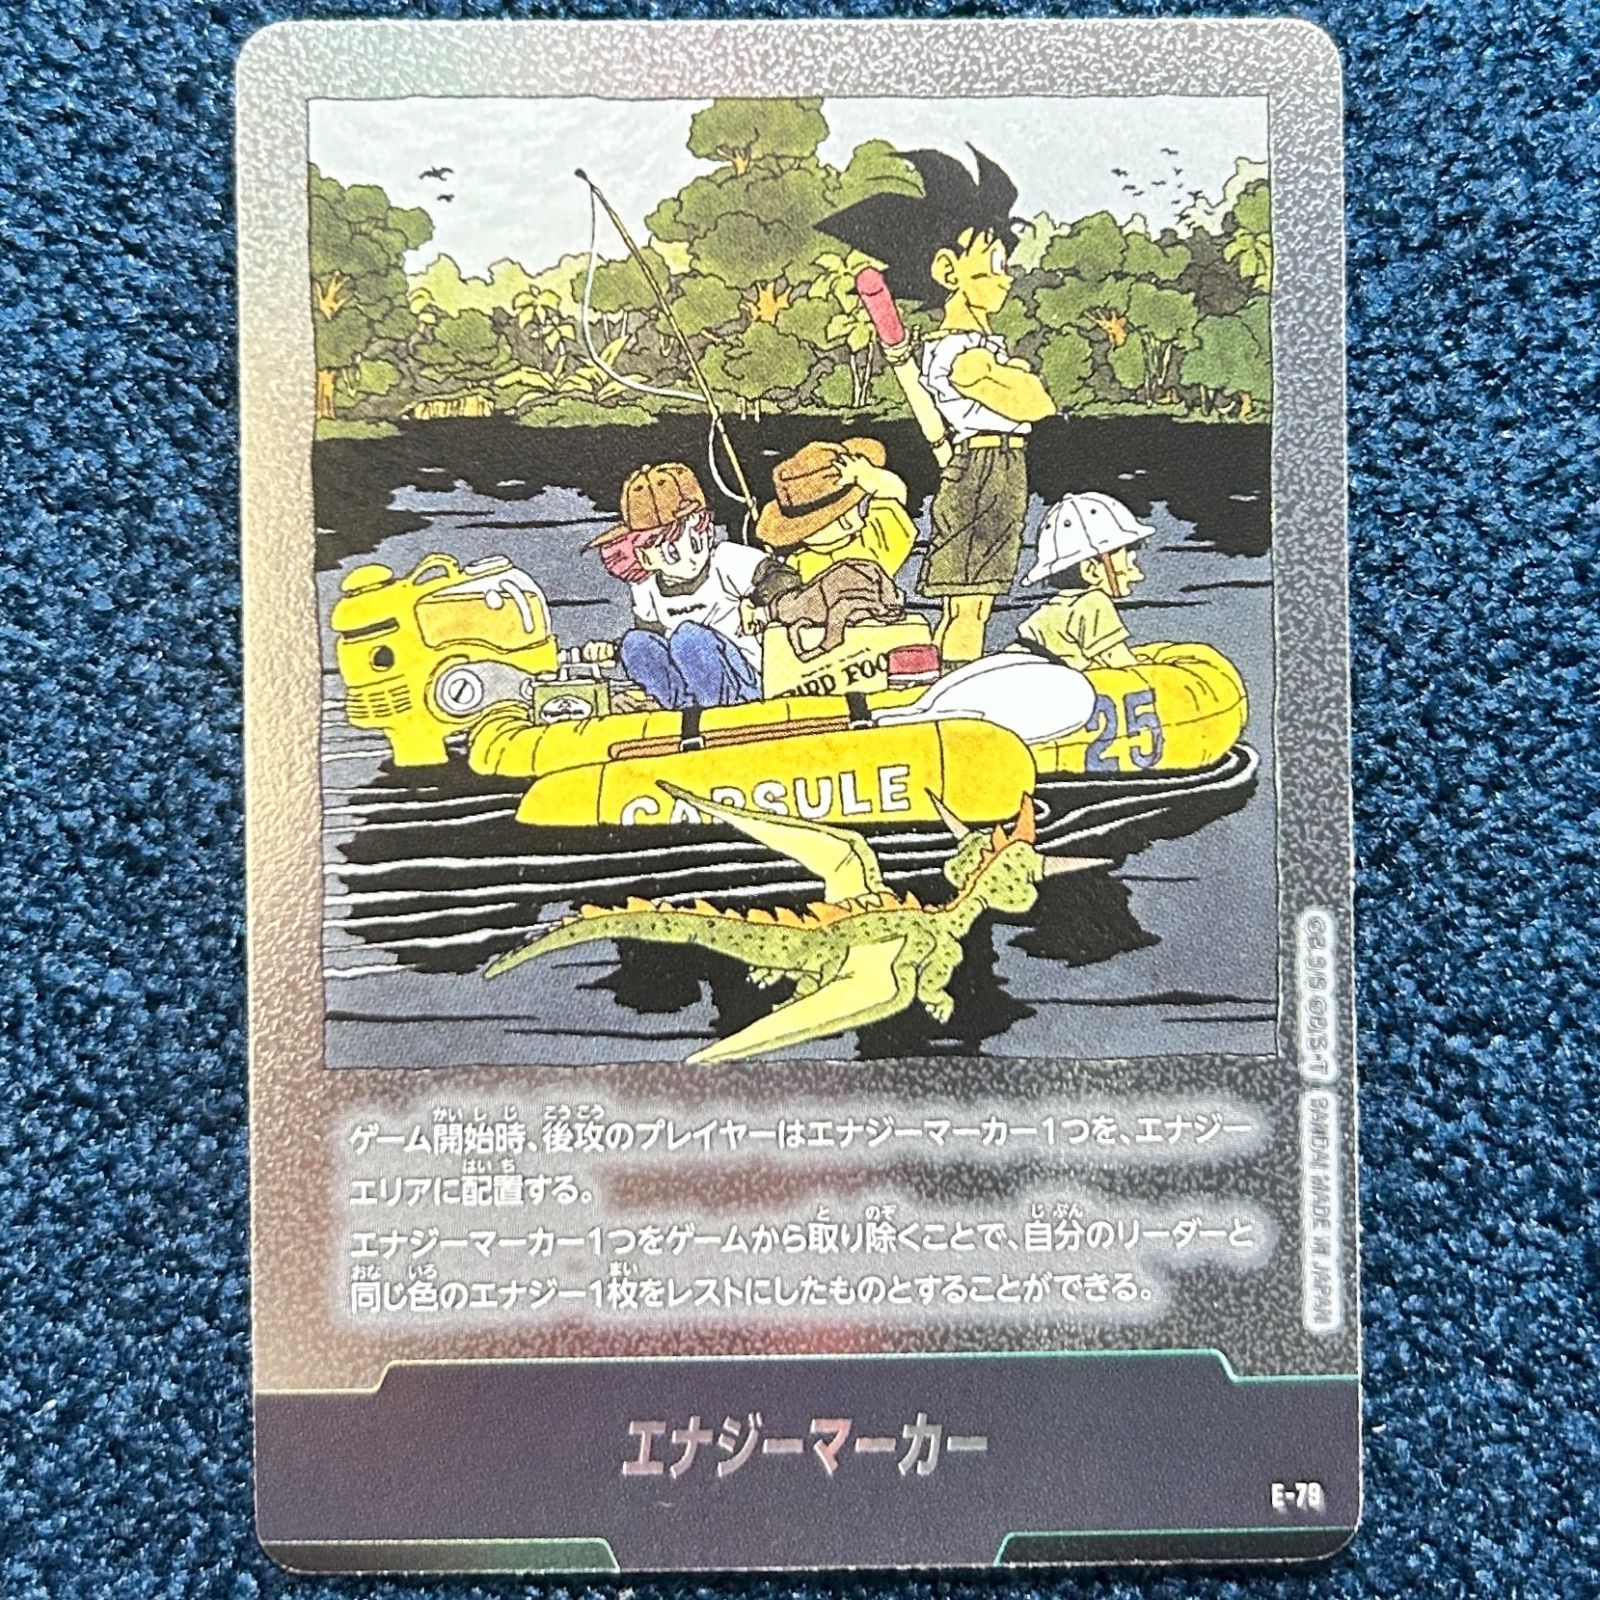 BULMA
BIRD FOO
25
CAPSULE
ゲーム開始時、後攻のプレイヤーはエナジーマーカー1つを、エナジー
エリアに配置する。
エナジーマーカー1つをゲームから取り除くことで、自分のリーダーと
同じ色のエナジー1枚をレストにしたものとすることができる。
©B.S/S ©B.S-T BANDAI MADE IN JAPAN
エナジーマーカー
E-79